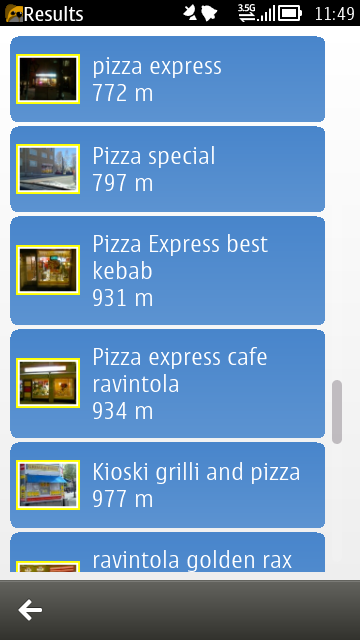 Results
3.5G
11:49
pizza express
772 m
Pizza special
797 m
Pizza Express best
kebab
931 m
Pizza express cafe
ravintola
934 m
Kioski grilli and pizza
977 m
ravintola golden rax